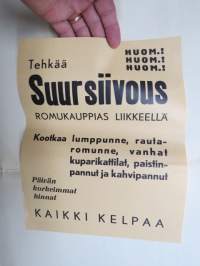 HUOM.!
HUOM.!
HUOM.!
Tehkää
Suursiivous
ROMUKAUPPIAS LIIKKEELLÄ
Kootkaa lumppunne, rauta-
romunne, vanhat
kuparikattilat, paistin-
pannut ja kahvipannut
Päivän
korkeimmat
hinnat
KAIKKI KELPAA